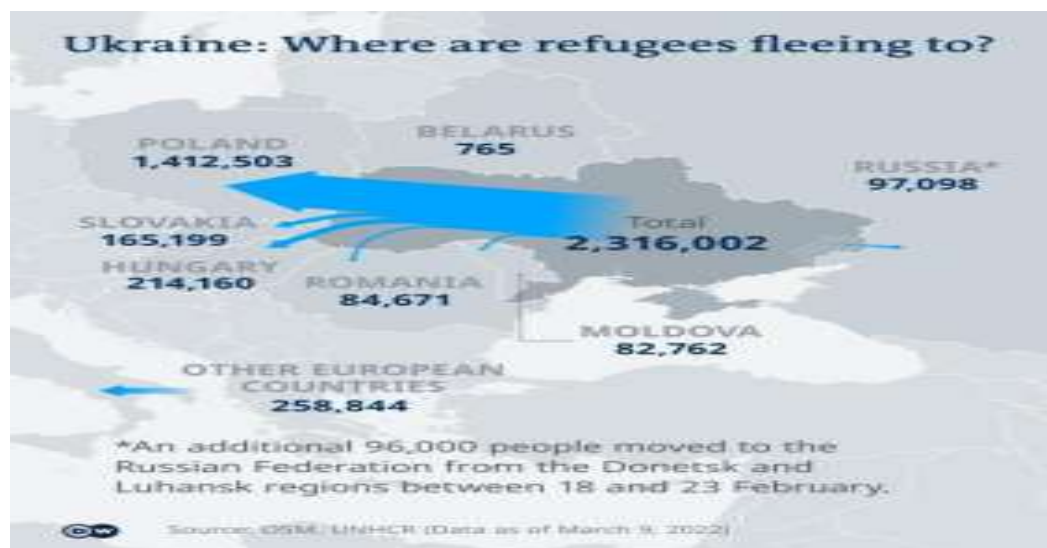 Ukraine: Where are refugees fleeing to?
BELARUS
765
POLAND
1,412,503
RUSSIA*
97,098
SLOVAKIA
165,199
Total
2,316,002
HUNGARY
214,160
ROMANIA
84,671
MOLDOVA
82,762
OTHER EUROPEAN
COUNTRIES
258,844
*An additional 96,000 people moved to the
Russian Federation from the Donetsk and
Luhansk regions between 18 and 23 February.
DW
Source: OSM, UNHCR (Data as of March 9, 2022)